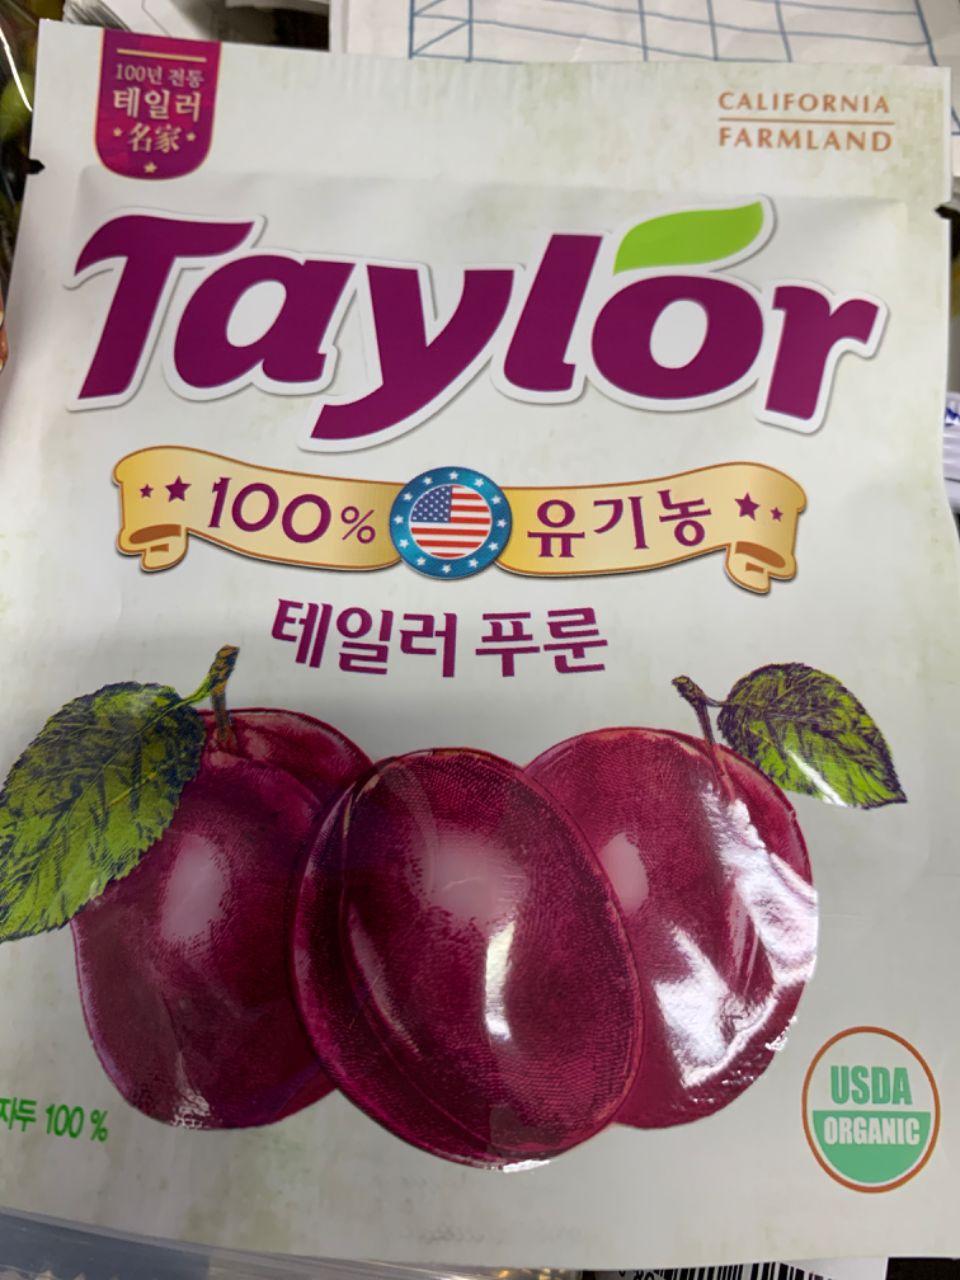 100년 전통
테일러
名家
CALIFORNIA
FARMLAND
Taylor
100% 유기농
테일러 푸룬
자두 100 %
USDA
ORGANIC